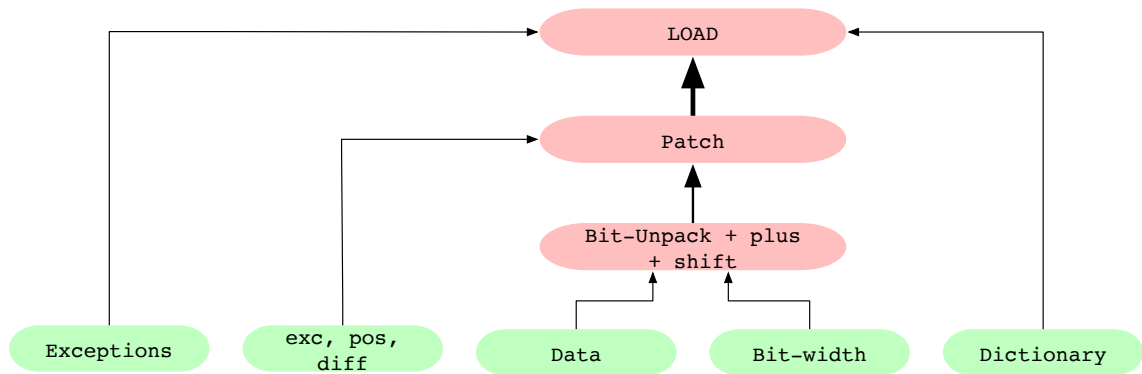 LOAD
Patch
Bit-Unpack + plus
+ shift
Exceptions
exc, pos,
diff
Data
Bit-width
Dictionary